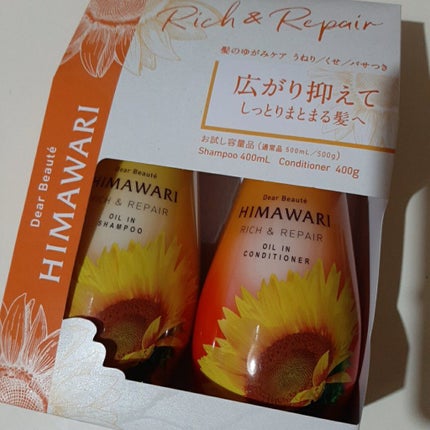 Rich & Repair
髪のゆがみケア うねり/くせ/パサつき
広がり抑えて
しっとりまとまる髪へ
お試し容量品 (通常品 500mL/500g)
Shampoo 400mL Conditioner 400g
Dear Beauté
HIMAWARI
Dear Beauté
HIMAWARI
RICH & REPAIR
OIL IN
SHAMPOO
Dear Beauté
HIMAWARI
RICH & REPAIR
OIL IN
CONDITIONER